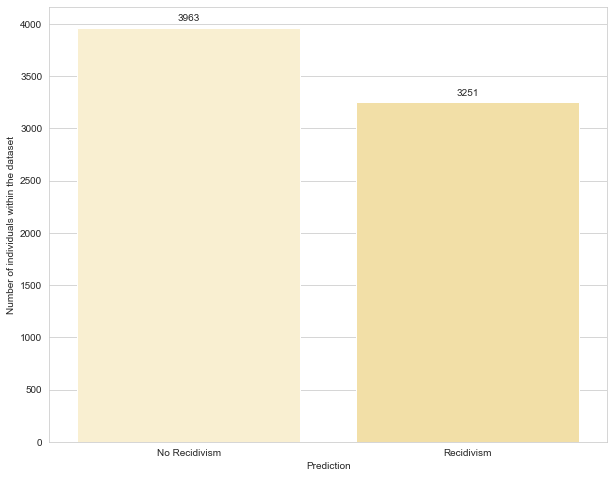 3963
3251
4000
3500
3000
2500
2000
1500
1000
500
0
Number of individuals within the dataset
No Recidivism
Recidivism
Prediction